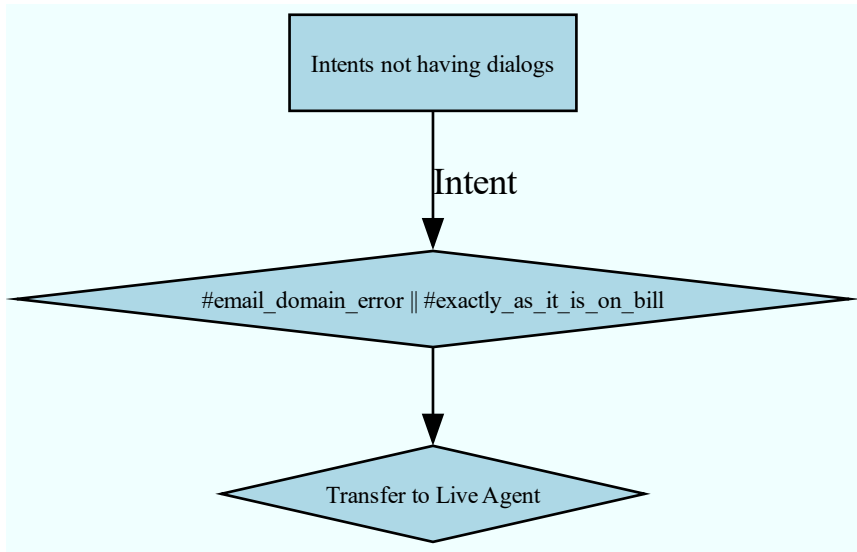 Intents not having dialogs
Intent
#email_domain_error || #exactly_as_it_is_on_bill
Transfer to Live Agent